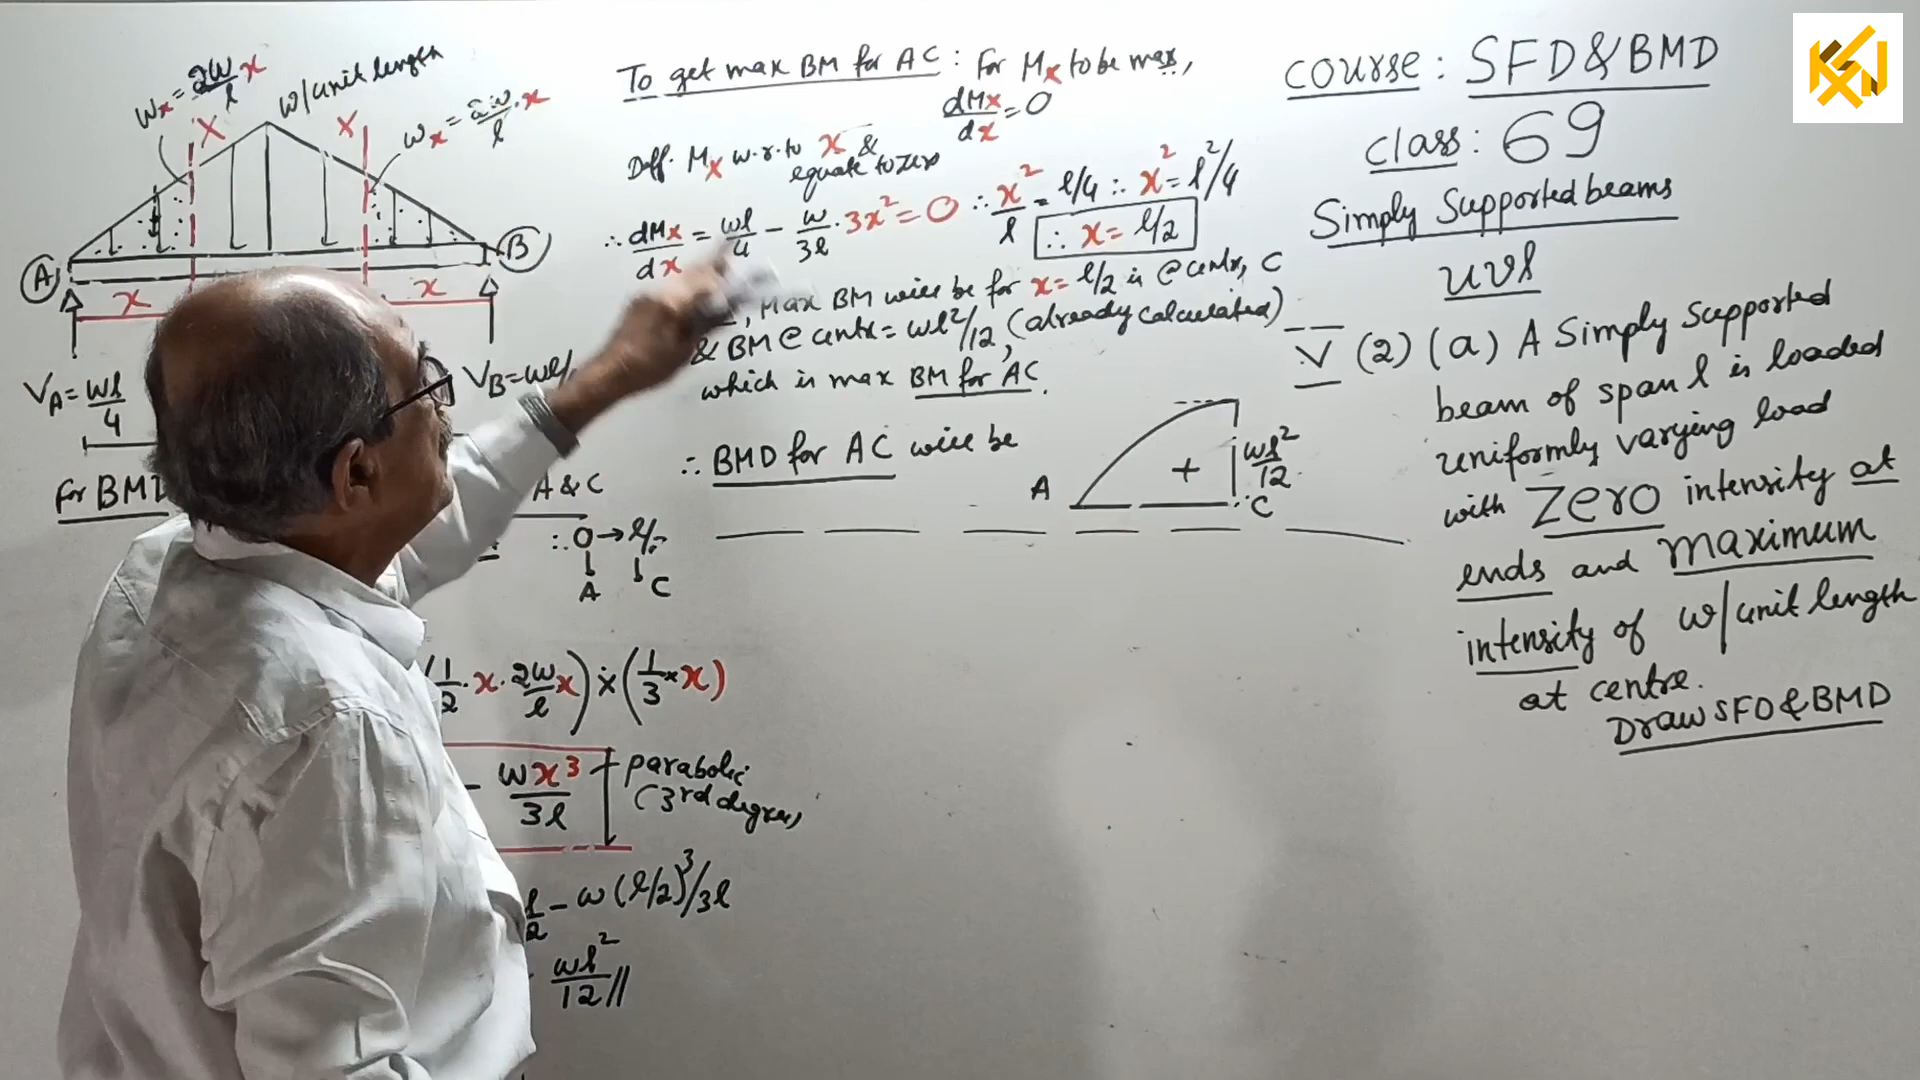 Wx = 2W/l x
w/unit length
X
X
wx = 2w/l . x
A
B
x
x
VA = Wl/4
VB = wl/
For BM
A & C
∴ O → l/2
A
C
1/2 . x . 2w/l x) × (1/3 * x)
- Wx³/3l
parabolic
(3rd degree)
l/2 - w(l/2)³/3l
wl²/12 //
To get max BM for AC : For Mx to be max,
dMx/dx = 0
Diff. Mx w.r.to x &
equate to zero
∴ dMx/dx = wl/4 - w/3l . 3x² = 0 ∴ x²/l = l/4 ∴ x² = l²/4
∴ x = l/2
, Max BM will be for x = l/2 is @ centre, C
& BM @ centre = wl²/12, (already calculated)
which is max BM for AC.
∴ BMD for AC will be
A
+
wl²/12
C
course : SFD&BMD
class : 69
Simply Supported beams
uvl
V (2) (a) A Simply Supported
beam of span l is loaded
uniformly varying load
with zero intensity at
ends and maximum
intensity of w/unit length
at centre.
Draw SFD & BMD